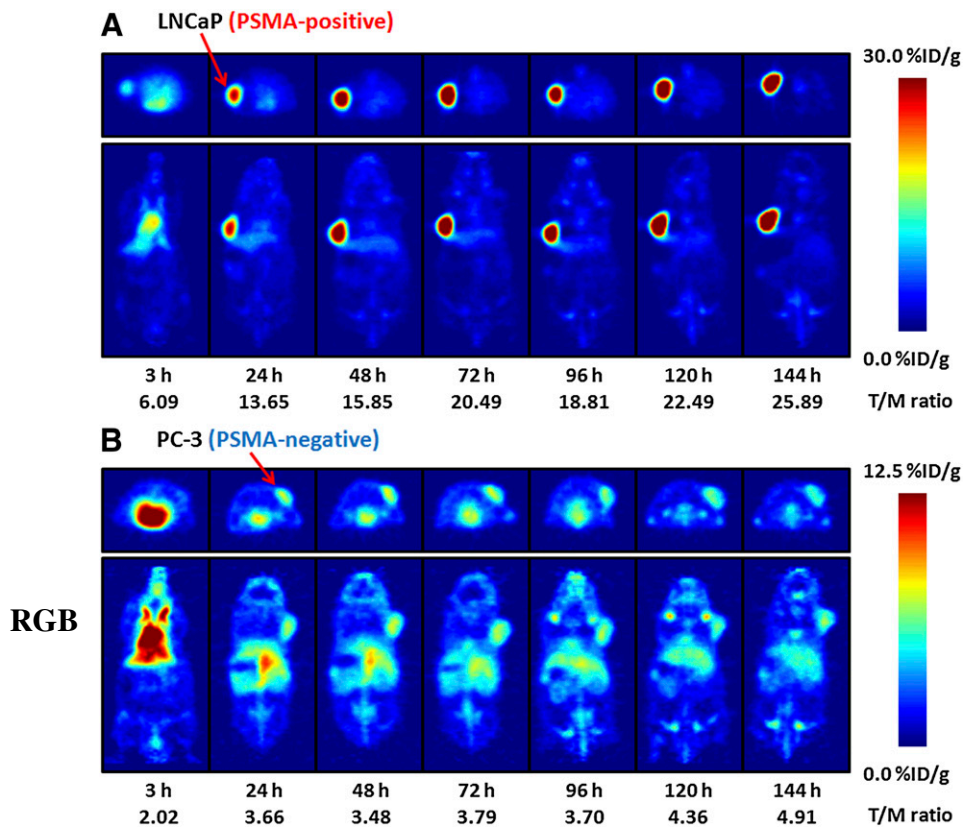 A
LNCaP (PSMA-positive)
30.0 %ID/g
0.0 %ID/g
3 h 24 h 48 h 72 h 96 h 120 h 144 h
6.09 13.65 15.85 20.49 18.81 22.49 25.89 T/M ratio
B
PC-3 (PSMA-negative)
12.5 %ID/g
RGB
0.0 %ID/g
3 h 24 h 48 h 72 h 96 h 120 h 144 h
2.02 3.66 3.48 3.79 3.70 4.36 4.91 T/M ratio